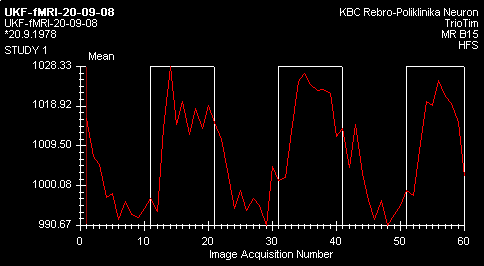 UKF-fMRI-20-09-08
UKF-fMRI-20-09-08
*20.9.1978
STUDY 1
KBC Rebro-Poliklinika Neuron
TrioTim
MR B15
HFS
Mean
1028.33
1018.92
1009.50
1000.08
990.67
0 10 20 30 40 50 60
Image Acquisition Number